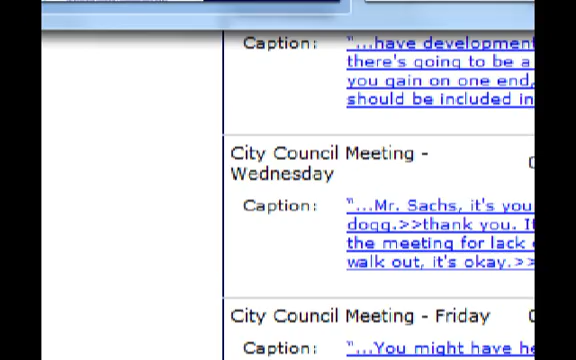 Caption: "...have development
there's going to be a
you gain on one end,
should be included in
City Council Meeting -
Wednesday
Caption: "...Mr. Sachs, it's you
dogg.>>thank you. I
the meeting for lack
walk out, it's okay.>>
City Council Meeting - Friday
Caption: "...You might have he